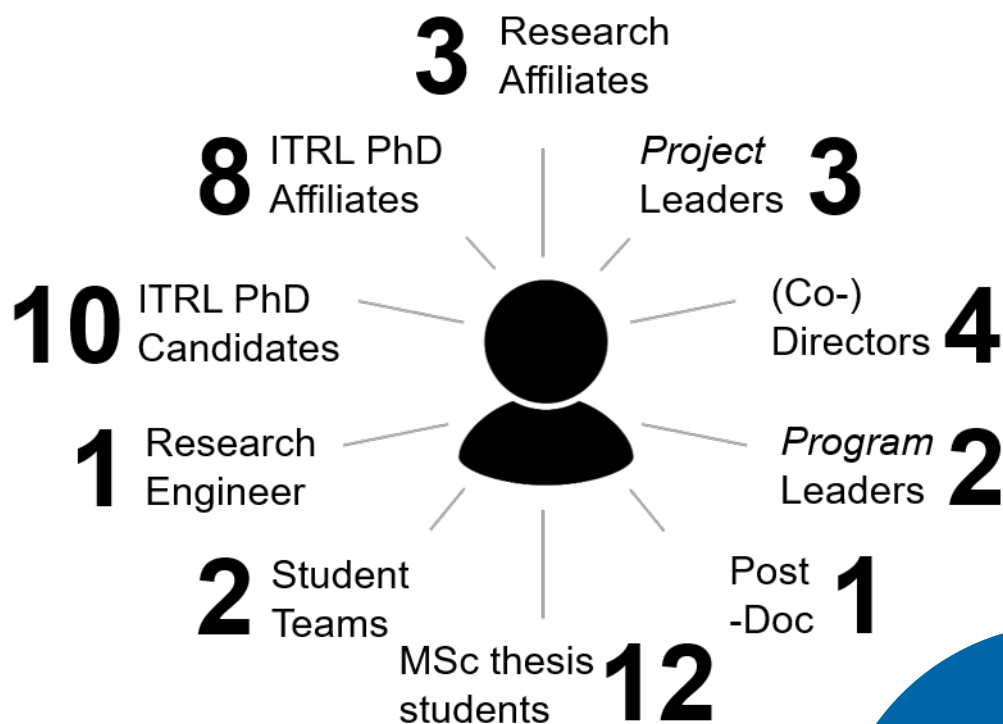 3 Research
Affiliates
8 ITRL PhD
Affiliates
Project
Leaders 3
10 ITRL PhD
Candidates
(Co-)
Directors 4
1 Research
Engineer
Program
Leaders 2
2 Student
Teams
Post
-Doc 1
MSc thesis
students 12